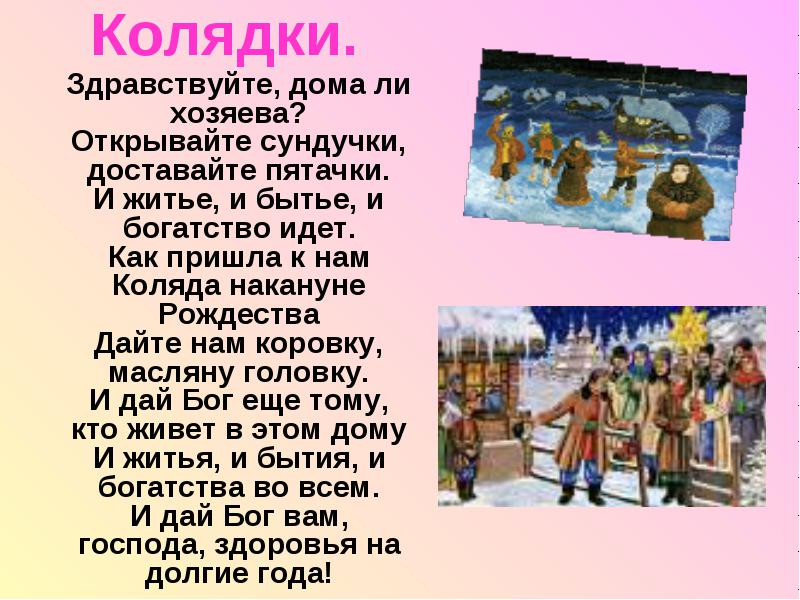 Колядки.
Здравствуйте, дома ли
хозяева?
Открывайте сундучки,
доставайте пятачки.
И житье, и бытье, и
богатство идет.
Как пришла к нам
Коляда накануне
Рождества
Дайте нам коровку,
масляну головку.
И дай Бог еще тому,
кто живет в этом дому
И житья, и бытия, и
богатства во всем.
И дай Бог вам,
господа, здоровья на
долгие года!